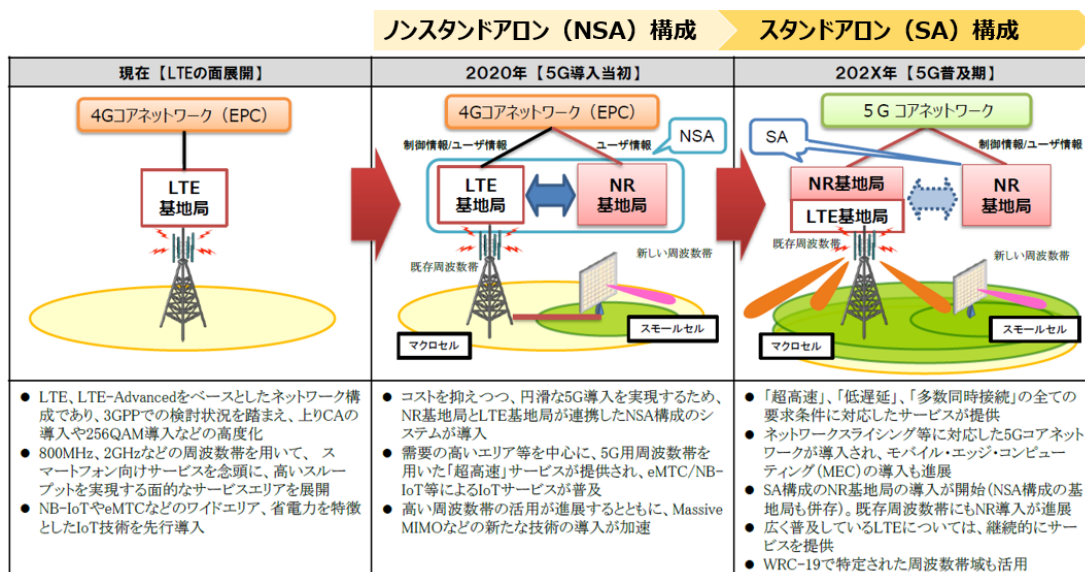 ノンスタンドアロン（NSA）構成
スタンドアロン（SA）構成
現在【LTEの面展開】
2020年【5G導入当初】
202X年【5G普及期】
4Gコアネットワーク（EPC）
LTE
基地局
4Gコアネットワーク（EPC）
制御情報/ユーザ情報
ユーザ情報
NSA
LTE
基地局
NR
基地局
既存周波数帯
新しい周波数帯
マクロセル
スモールセル
5G コアネットワーク
SA
制御情報/ユーザ情報
NR基地局
LTE基地局
NR
基地局
既存周波数帯
新しい周波数帯
マクロセル
スモールセル
● LTE、LTE-Advancedをベースとしたネットワーク構
成であり、3GPPでの検討状況を踏まえ、上りCAの
導入や256QAM導入などの高度化
● 800MHz、2GHzなどの周波数帯を用いて、 ス
マートフォン向けサービスを念頭に、高いスルー
プットを実現する面的なサービスエリアを展開
● NB-IoTやeMTCなどのワイドエリア、省電力を特徴
としたIoT技術を先行導入
● コストを抑えつつ、円滑な5G導入を実現するため、
NR基地局とLTE基地局が連携したNSA構成のシ
ステムが導入
● 需要の高いエリア等を中心に、5G用周波数帯を
用いた「超高速」サービスが提供され、eMTC/NB-
IoT等によるIoTサービスが普及
● 高い周波数帯の活用が進展するとともに、Massive
MIMOなどの新たな技術の導入が加速
● 「超高速」、「低遅延」、「多数同時接続」の全ての
要求条件に対応したサービスが提供
● ネットワークスライシング等に対応した5Gコアネット
ワークが導入され、モバイル・エッジ・コンピュー
ティング（MEC）の導入も進展
● SA構成のNR基地局の導入が開始（NSA構成の基
地局も併存）。既存周波数帯にもNR導入が進展
● 広く普及しているLTEについては、継続的にサー
ビスを提供
● WRC-19で特定された周波数帯域も活用